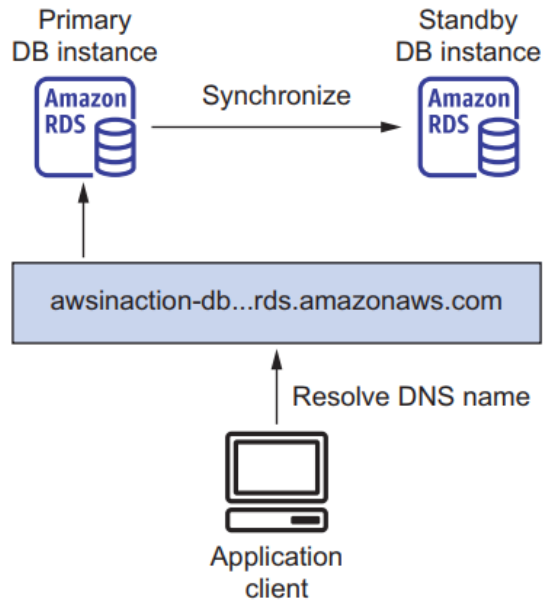 Primary
DB instance
Standby
DB instance
Amazon
RDS
Synchronize
Amazon
RDS
awsinaction-db...rds.amazonaws.com
Resolve DNS name
Application
client